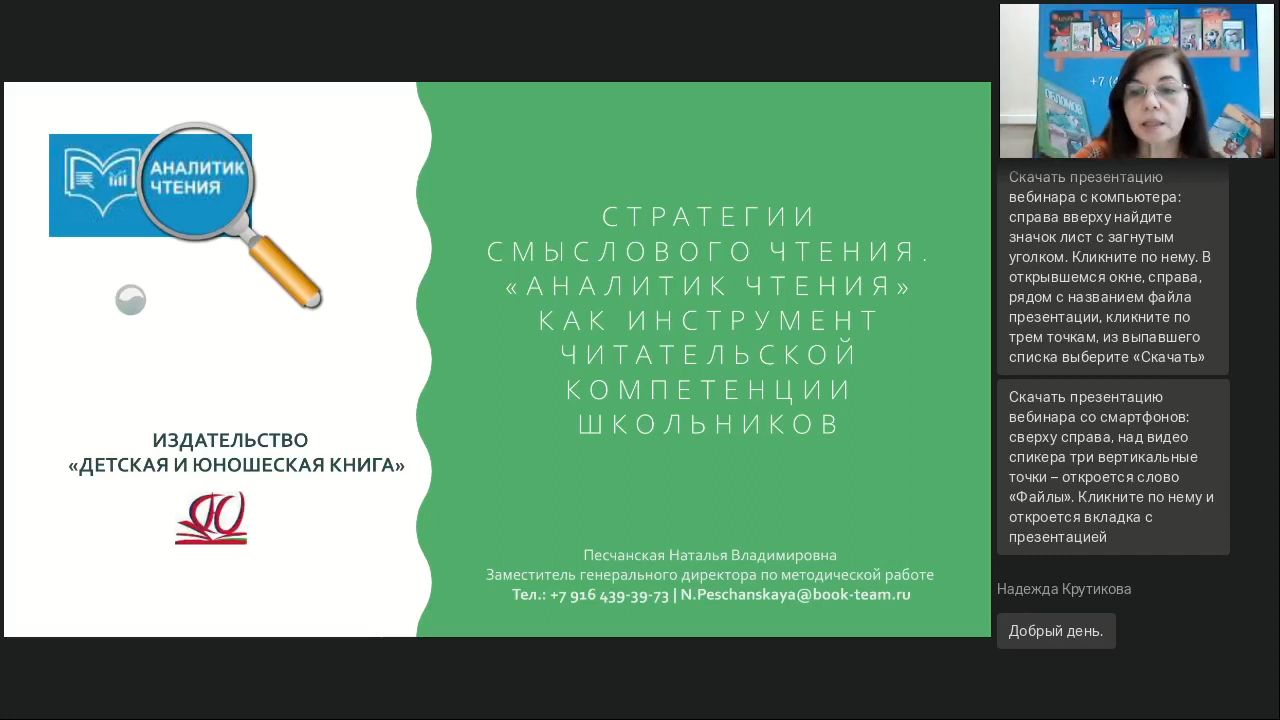 АНАЛИТИК
ЧТЕНИЯ
ИЗДАТЕЛЬСТВО
«ДЕТСКАЯ И ЮНОШЕСКАЯ КНИГА»
СТРАТЕГИИ
СМЫСЛОВОГО ЧТЕНИЯ.
«АНАЛИТИК ЧТЕНИЯ»
КАК ИНСТРУМЕНТ
ЧИТАТЕЛЬСКОЙ
КОМПЕТЕНЦИИ
ШКОЛЬНИКОВ
Песчанская Наталья Владимировна
Заместитель генерального директора по методической работе
Тел.: +7 916 439-39-73 | N.Peschanskaya@book-team.ru
+7 (4
ОБЛОМОВ
Скачать презентацию
вебинара с компьютера:
справа вверху найдите
значок лист с загнутым
уголком. Кликните по нему. В
открывшемся окне, справа,
рядом с названием файла
презентации, кликните по
трем точкам, из выпавшего
списка выберите «Скачать»
Скачать презентацию
вебинара со смартфонов:
сверху справа, над видео
спикера три вертикальные
точки – откроется слово
«Файлы». Кликните по нему и
откроется вкладка с
презентацией
Надежда Крутикова
Добрый день.